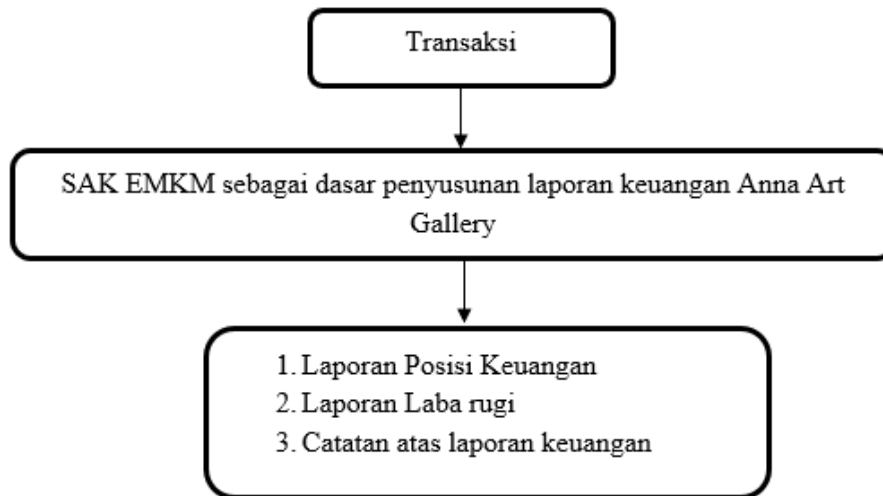 Transaksi
SAK EMKM sebagai dasar penyusunan laporan keuangan Anna Art
Gallery
1. Laporan Posisi Keuangan
2. Laporan Laba rugi
3. Catatan atas laporan keuangan